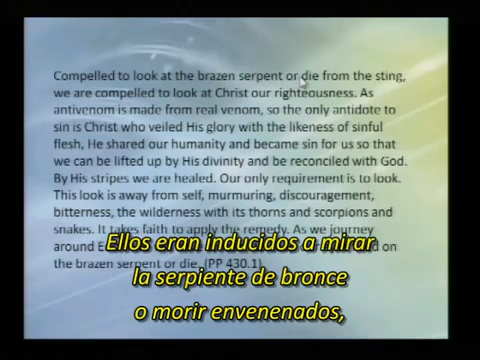 Compelled to look at the brazen serpent or die from the sting,
we are compelled to look at Christ our righteousness. As
antivenom is made from real venom, so the only antidote to
sin is Christ who veiled His glory with the likeness of sinful
flesh, He shared our humanity and became sin for us so that
we can be lifted up by His divinity and be reconciled with God.
By His stripes we are healed. Our only requirement is to look.
This look is away from self, murmuring, discouragement,
bitterness, the wilderness with its thorns and scorpions and
snakes. It takes faith to apply the remedy. As we journey
around
on
the brazen serpent or die. (PP 430.1)
Ellos eran inducidos a mirar
la serpiente de bronce
o morir envenenados,